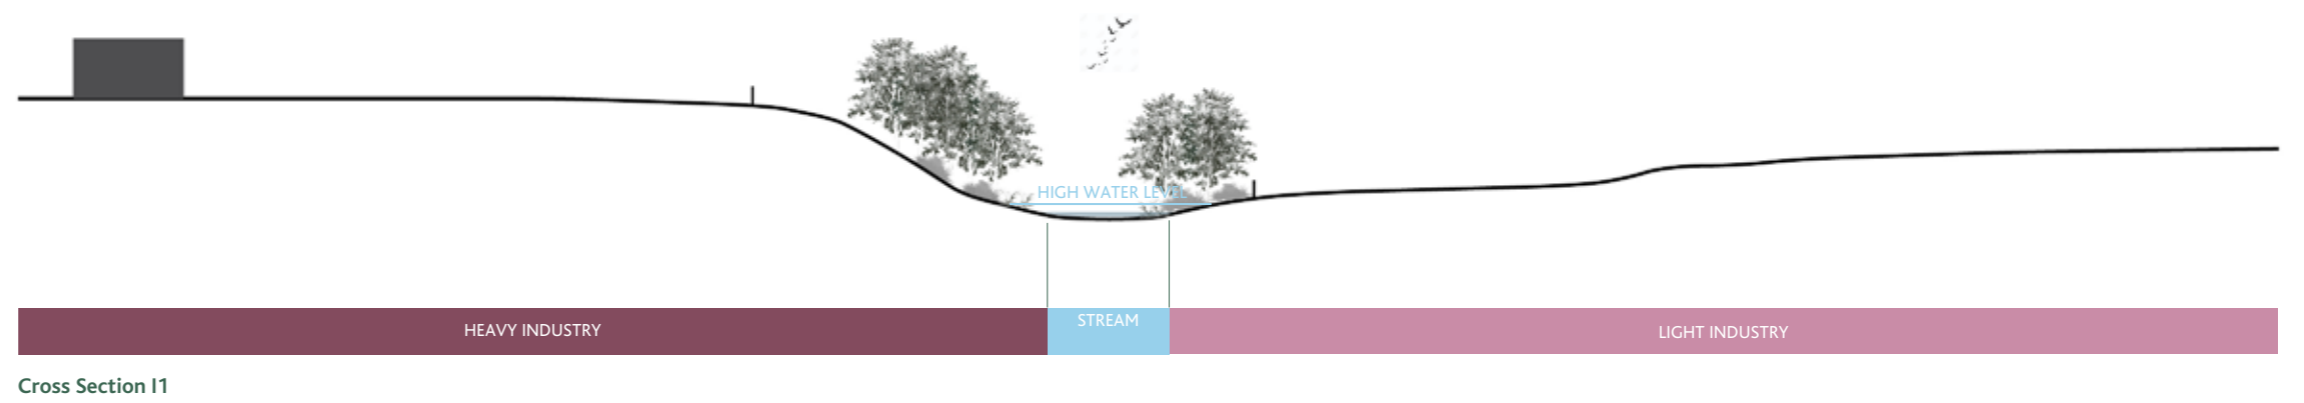 HIGH WATER LEVEL
HEAVY INDUSTRY
STREAM
LIGHT INDUSTRY
Cross Section I1